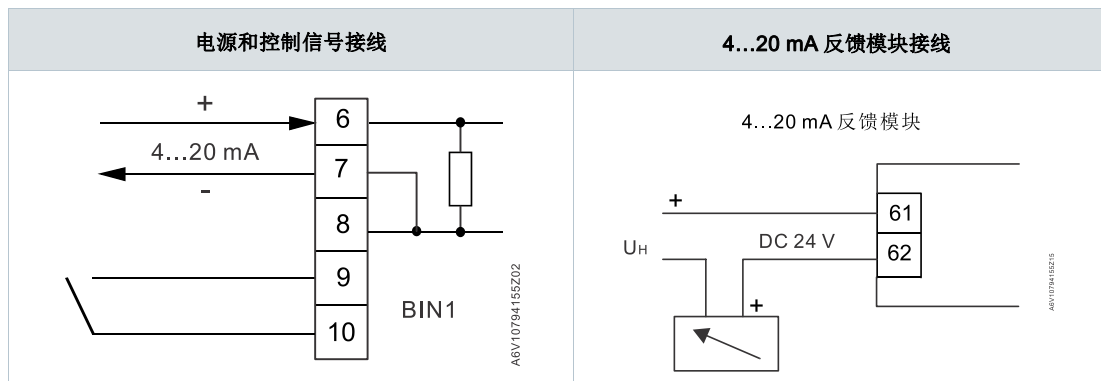 电源和控制信号接线
4...20 mA 反馈模块接线
+
4...20 mA
-
6
7
8
9
10
BIN1
A6V10794155Z02
4...20 mA 反馈模块
+
UH
DC 24 V
+
61
62
A6V10794155Z15